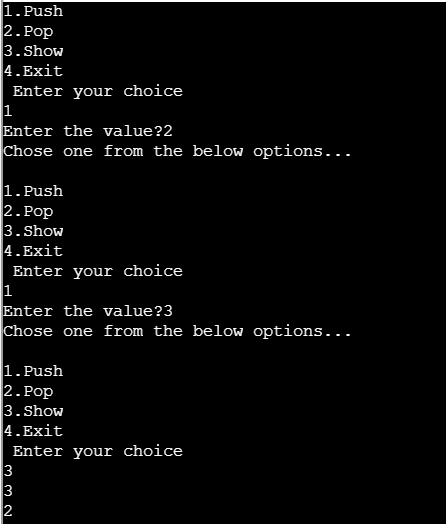 1.Push
2.Pop
3.Show
4.Exit
Enter your choice
1
Enter the value?2
Chose one from the below options...
1.Push
2.Pop
3.Show
4.Exit
Enter your choice
1
Enter the value?3
Chose one from the below options...
1.Push
2.Pop
3.Show
4.Exit
Enter your choice
3
3
2